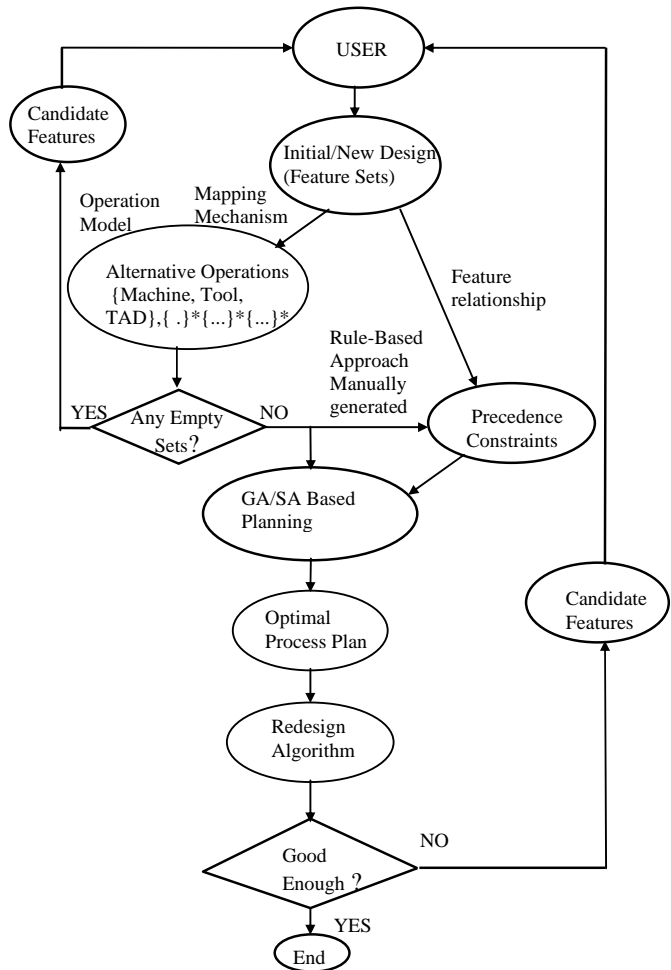 USER
Candidate
Features
Initial/New Design
(Feature Sets)
Mapping
Mechanism
Operation
Model
Alternative Operations
{Machine, Tool,
TAD},{ .}*{...}*{...}*
Feature
relationship
Rule-Based
Approach
Manually
generated
YES
Any Empty
Sets?
NO
Precedence
Constraints
GA/SA Based
Planning
Candidate
Features
Optimal
Process Plan
Redesign
Algorithm
Good
Enough ?
NO
YES
End